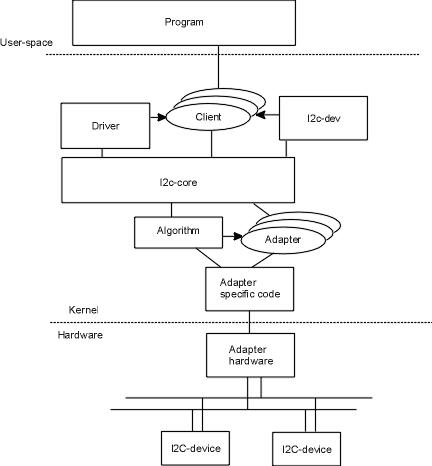 Program
User-space
Client
Driver
I2c-dev
I2c-core
Algorithm
Adapter
Adapter
specific code
Kernel
Hardware
Adapter
hardware
I2C-device
I2C-device